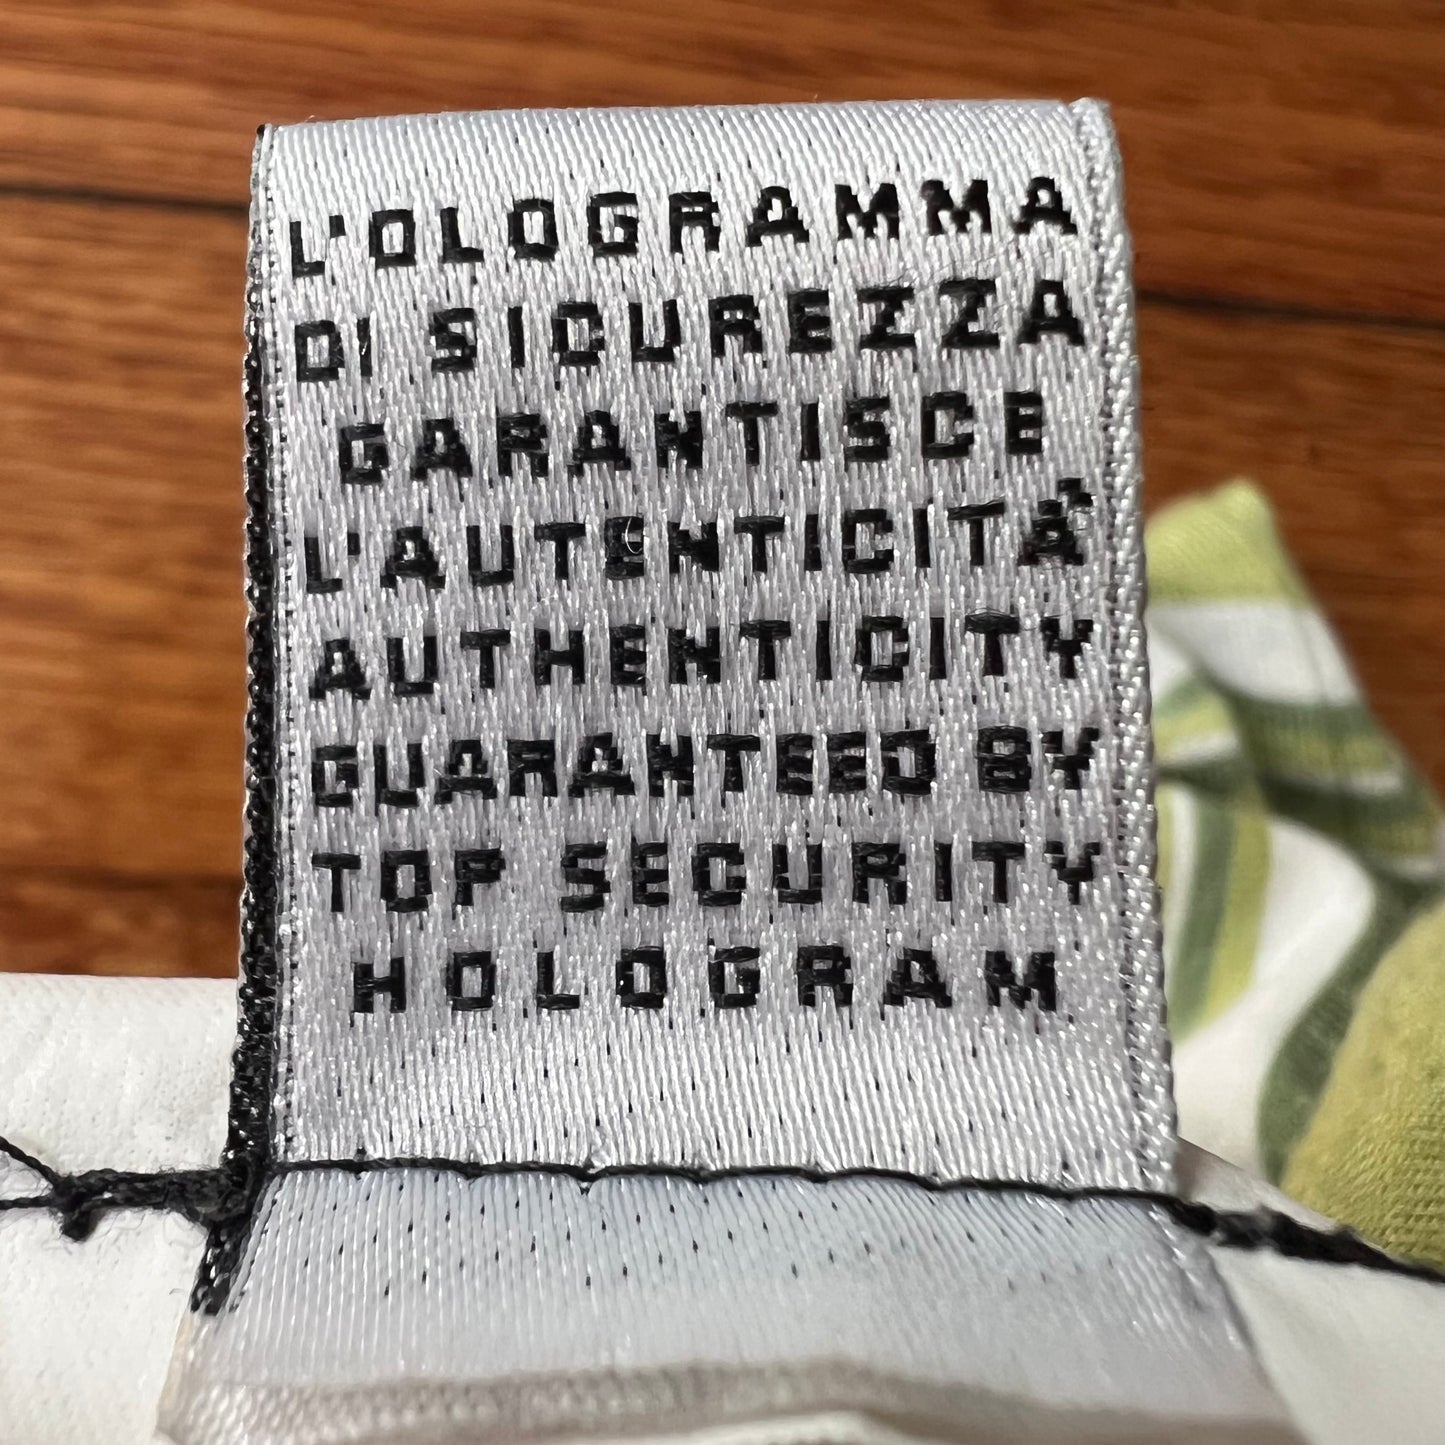 L'OLOGRAMMA
DI SICUREZZA
GARANTISCE
L'AUTENTICITÀ
AUTHENTICITY
GUARANTEED BY
TOP SECURITY
HOLOGRAM